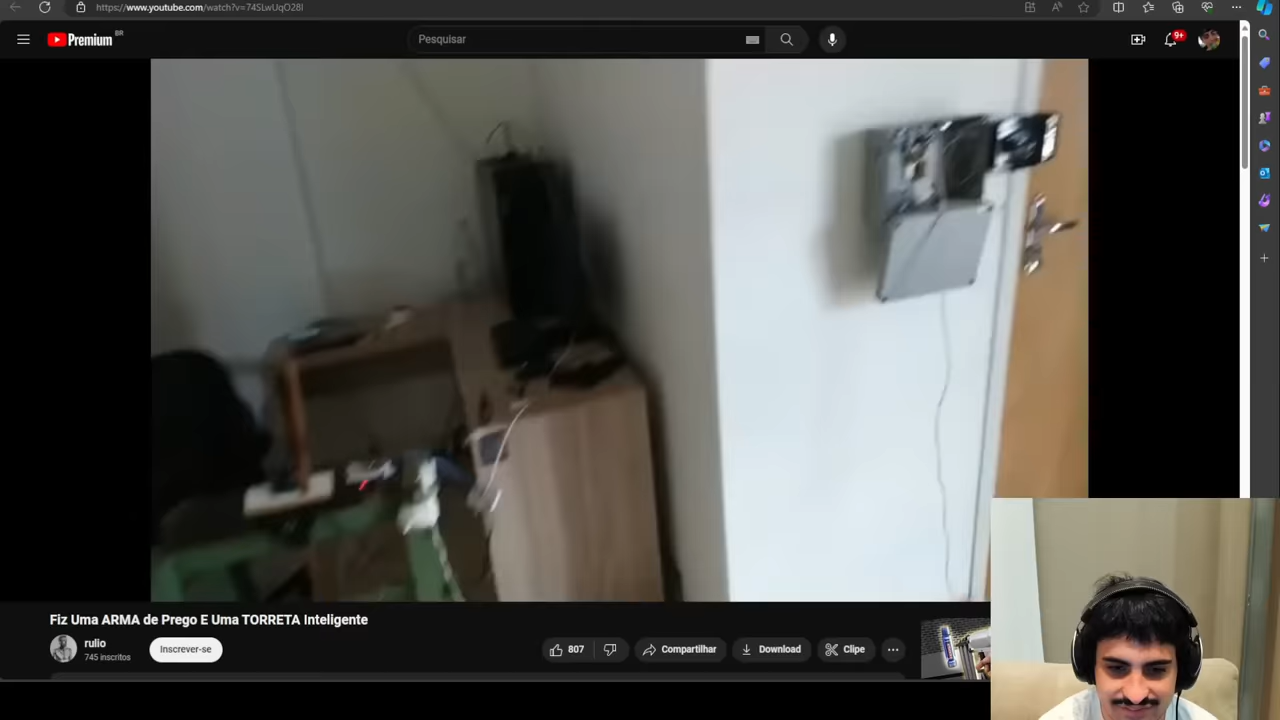 https://www.youtube.com/watch?v=74SLwUqO28I
Premium BR
Pesquisar
9+
Fiz Uma ARMA de Prego E Uma TORRETA Inteligente
rulio
745 inscritos
Inscrever-se
807
Compartilhar
Download
Clipe